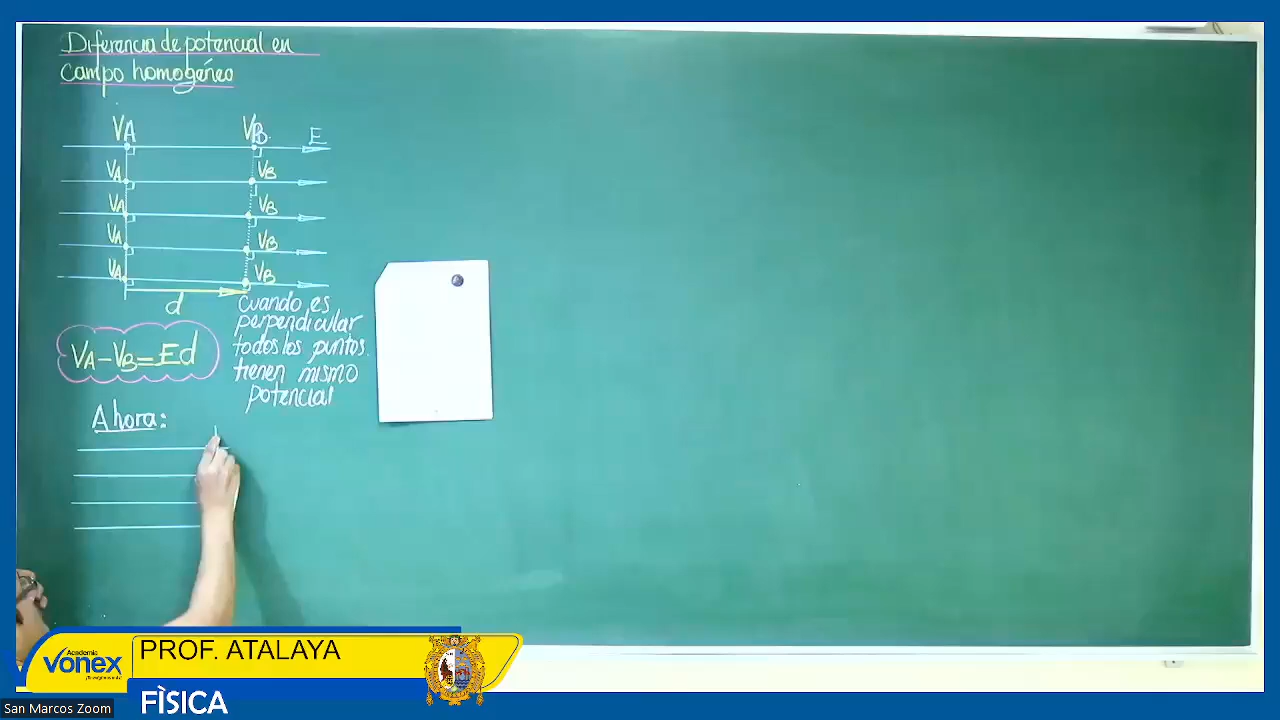 Diferencia de potencial en
campo homogéneo
VA VB E
VA VB
VA VB
VA VB
VA VB
d
VA-VB=Ed
Cuando es
perpendicular
todos los puntos
tienen mismo
potencial
Ahora:
Academia
vonex
PROF. ATALAYA
FÌSICA
San Marcos Zoom